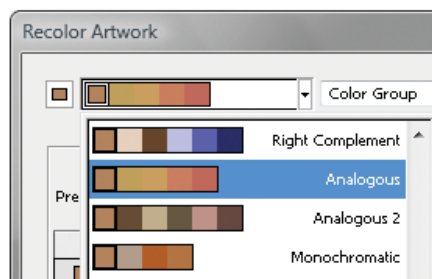 Recolor Artwork
Color Group
Right Complement
Analogous
Pre
Analogous 2
Monochromatic